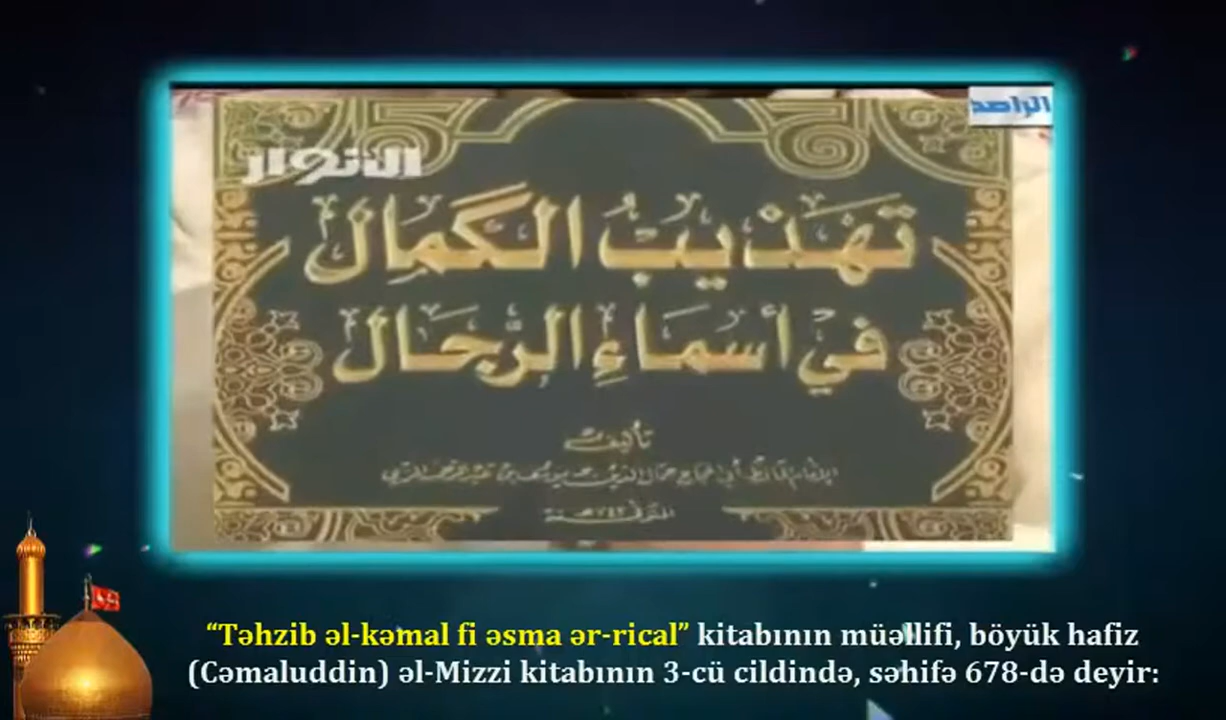 الراصد
الأنوار
تهذيب الكمال
في أسماء الرجال
تأليف
“Təhzib əl-kəmal fi əsma ər-rical” kitabının müəllifi, böyük hafiz
(Cəmaluddin) əl-Mizzi kitabının 3-cü cildində, səhifə 678-də deyir: